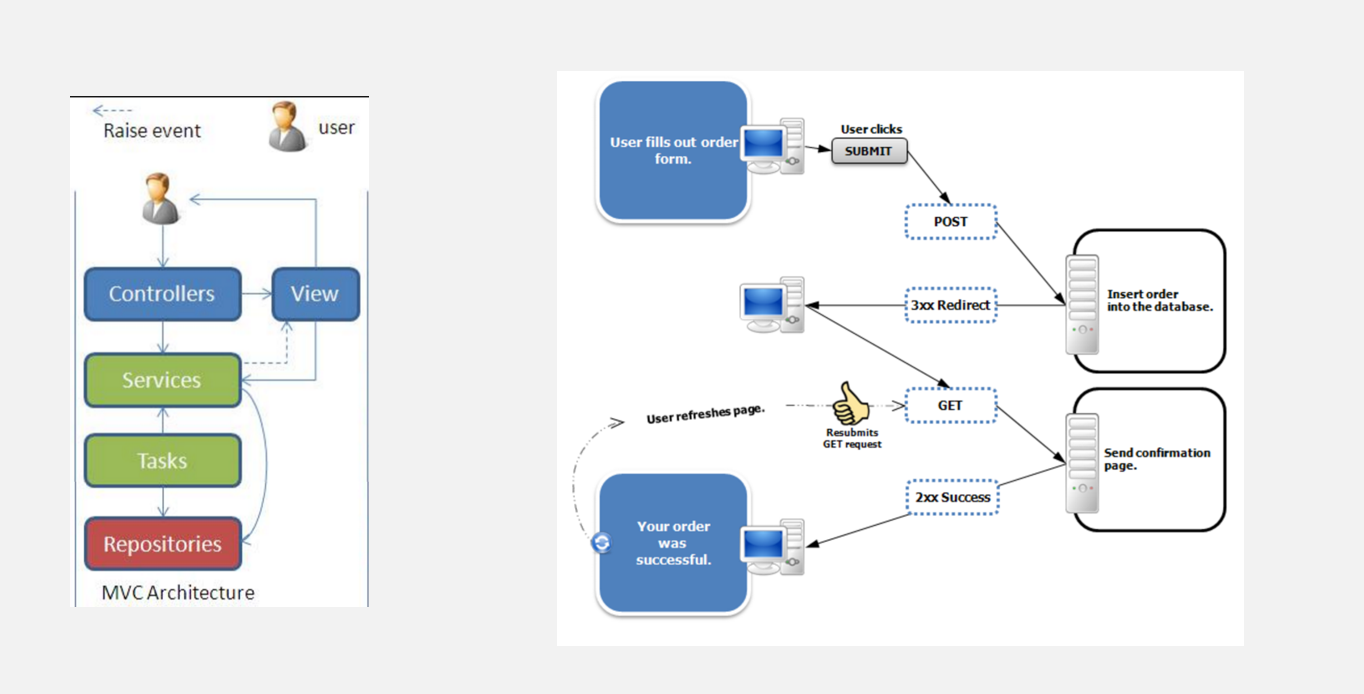 Raise event
user
Controllers
View
Services
Tasks
Repositories
MVC Architecture
User fills out order
form.
User clicks
SUBMIT
POST
Insert order
into the database.
3xx Redirect
User refreshes page.
Resubmits
GET request
GET
Send confirmation
page.
2xx Success
Your order
was
successful.